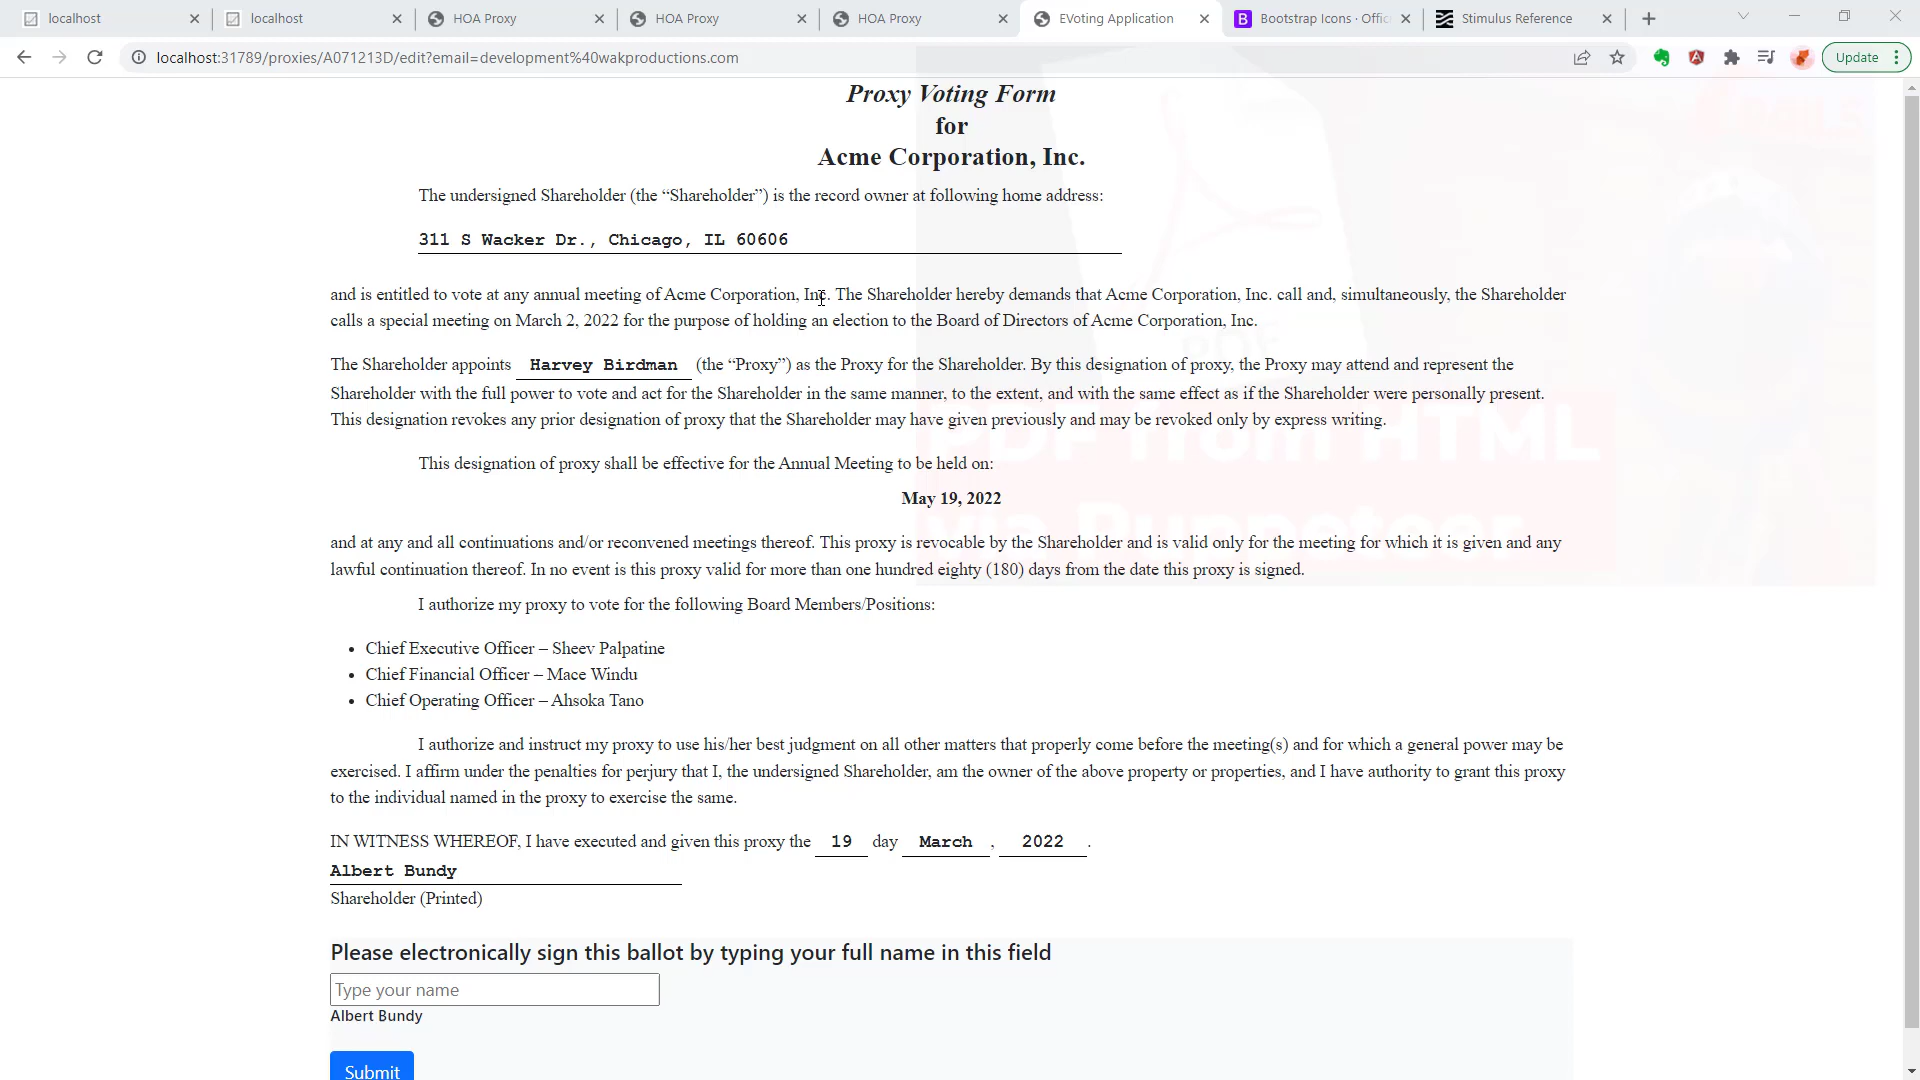 localhost
localhost
HOA Proxy
HOA Proxy
HOA Proxy
EVoting Application
Bootstrap Icons · Offic
Stimulus Reference
localhost:31789/proxies/A071213D/edit?email=development%40wakproductions.com
Update
Proxy Voting Form
for
Acme Corporation, Inc.
The undersigned Shareholder (the “Shareholder”) is the record owner at following home address:
311 S Wacker Dr., Chicago, IL 60606
and is entitled to vote at any annual meeting of Acme Corporation, Inc. The Shareholder hereby demands that Acme Corporation, Inc. call and, simultaneously, the Shareholder
calls a special meeting on March 2, 2022 for the purpose of holding an election to the Board of Directors of Acme Corporation, Inc.
PDF
The Shareholder appoints Harvey Birdman (the “Proxy”) as the Proxy for the Shareholder. By this designation of proxy, the Proxy may attend and represent the
Shareholder with the full power to vote and act for the Shareholder in the same manner, to the extent, and with the same effect as if the Shareholder were personally present.
This designation revokes any prior designation of proxy that the Shareholder may have given previously and may be revoked only by express writing.
PDF from HTML
This designation of proxy shall be effective for the Annual Meeting to be held on:
May 19, 2022
via Puppeteer
and at any and all continuations and/or reconvened meetings thereof. This proxy is revocable by the Shareholder and is valid only for the meeting for which it is given and any
lawful continuation thereof. In no event is this proxy valid for more than one hundred eighty (180) days from the date this proxy is signed.
I authorize my proxy to vote for the following Board Members/Positions:
• Chief Executive Officer – Sheev Palpatine
• Chief Financial Officer – Mace Windu
• Chief Operating Officer – Ahsoka Tano
I authorize and instruct my proxy to use his/her best judgment on all other matters that properly come before the meeting(s) and for which a general power may be
exercised. I affirm under the penalties for perjury that I, the undersigned Shareholder, am the owner of the above property or properties, and I have authority to grant this proxy
to the individual named in the proxy to exercise the same.
IN WITNESS WHEREOF, I have executed and given this proxy the 19 day March , 2022 .
Albert Bundy
Shareholder (Printed)
Please electronically sign this ballot by typing your full name in this field
Type your name
Albert Bundy
Submit